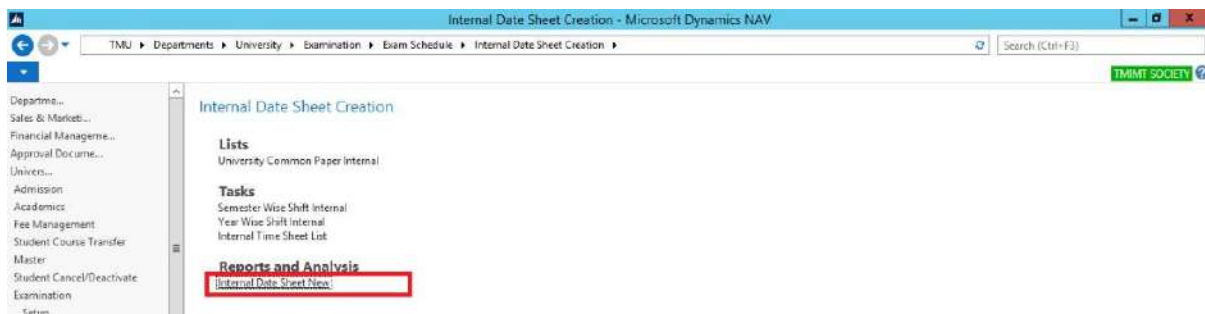 Internal Date Sheet Creation - Microsoft Dynamics NAV
TMU ▸ Departments ▸ University ▸ Examination ▸ Exam Schedule ▸ Internal Date Sheet Creation ▸
Search (Ctrl+F3)
TMIMT SOCIETY
Departme...
Sales & Marketi...
Financial Manageme...
Approval Docume...
Univers...
Admission
Academics
Fee Management
Student Course Transfer
Master
Student Cancel/Deactivate
Examination
Setup
Internal Date Sheet Creation
Lists
University Common Paper Internal
Tasks
Semester Wise Shift Internal
Year Wise Shift Internal
Internal Time Sheet List
Reports and Analysis
Internal Date Sheet New